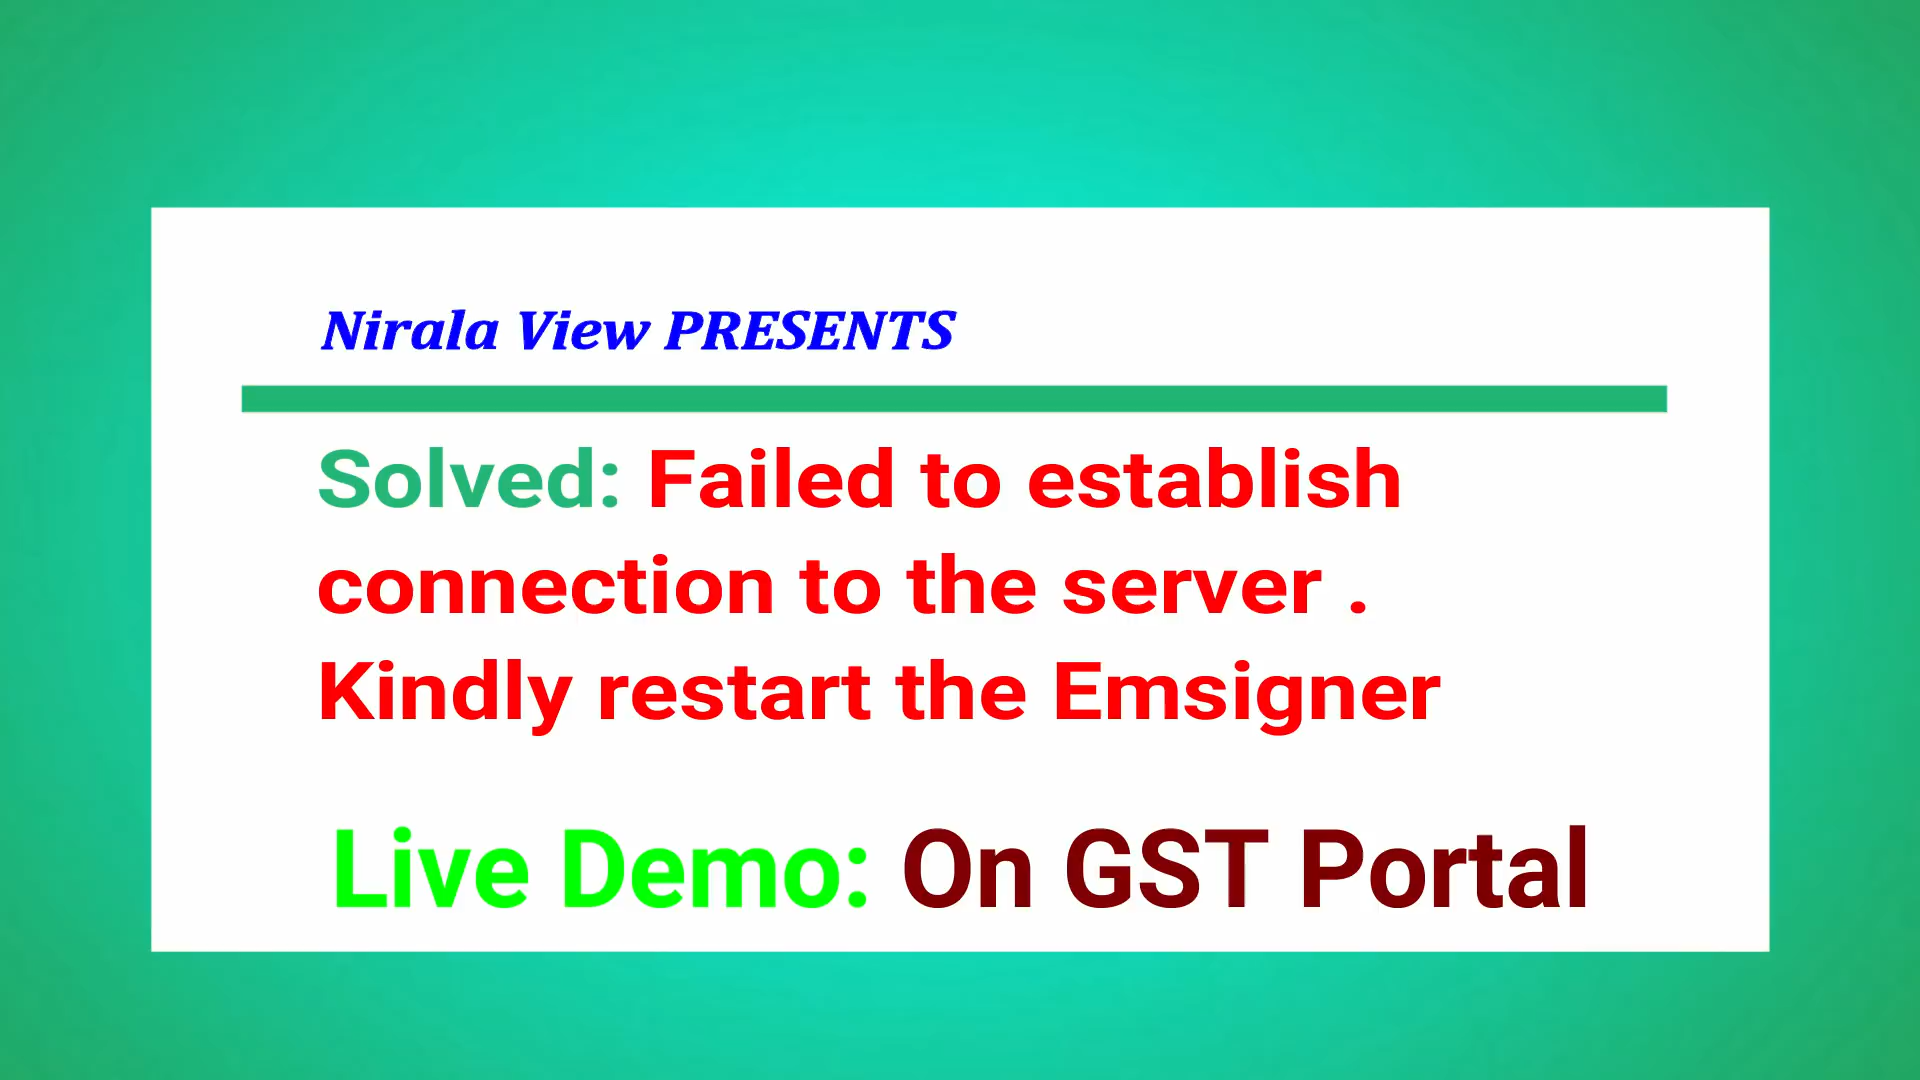 Nirala View PRESENTS
Solved: Failed to establish
connection to the server .
Kindly restart the Emsigner
Live Demo: On GST Portal